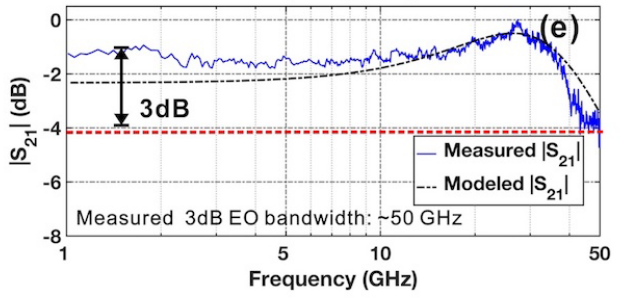 (e)
0
-2
-4
-6
-8
|S21| (dB)
3dB
Measured |S21|
Modeled |S21|
Measured 3dB EO bandwidth: ~50 GHz
1
5
10
50
Frequency (GHz)